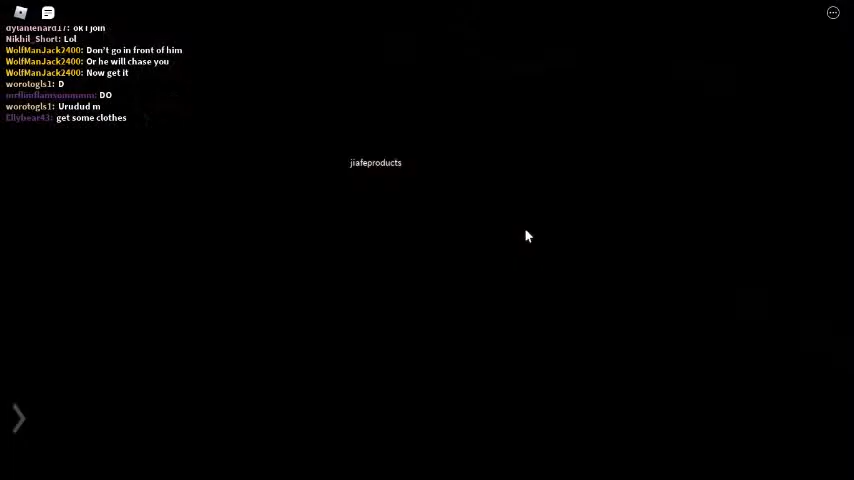 dylanlenard17: ok I join
Nikhil_Short: Lol
WolfManJack2400: Don't go in front of him
WolfManJack2400: Or he will chase you
WolfManJack2400: Now get it
worotogls1: D
DO
worotogls1: Urudud m
Ellybear43: get some clothes
jiafeproducts